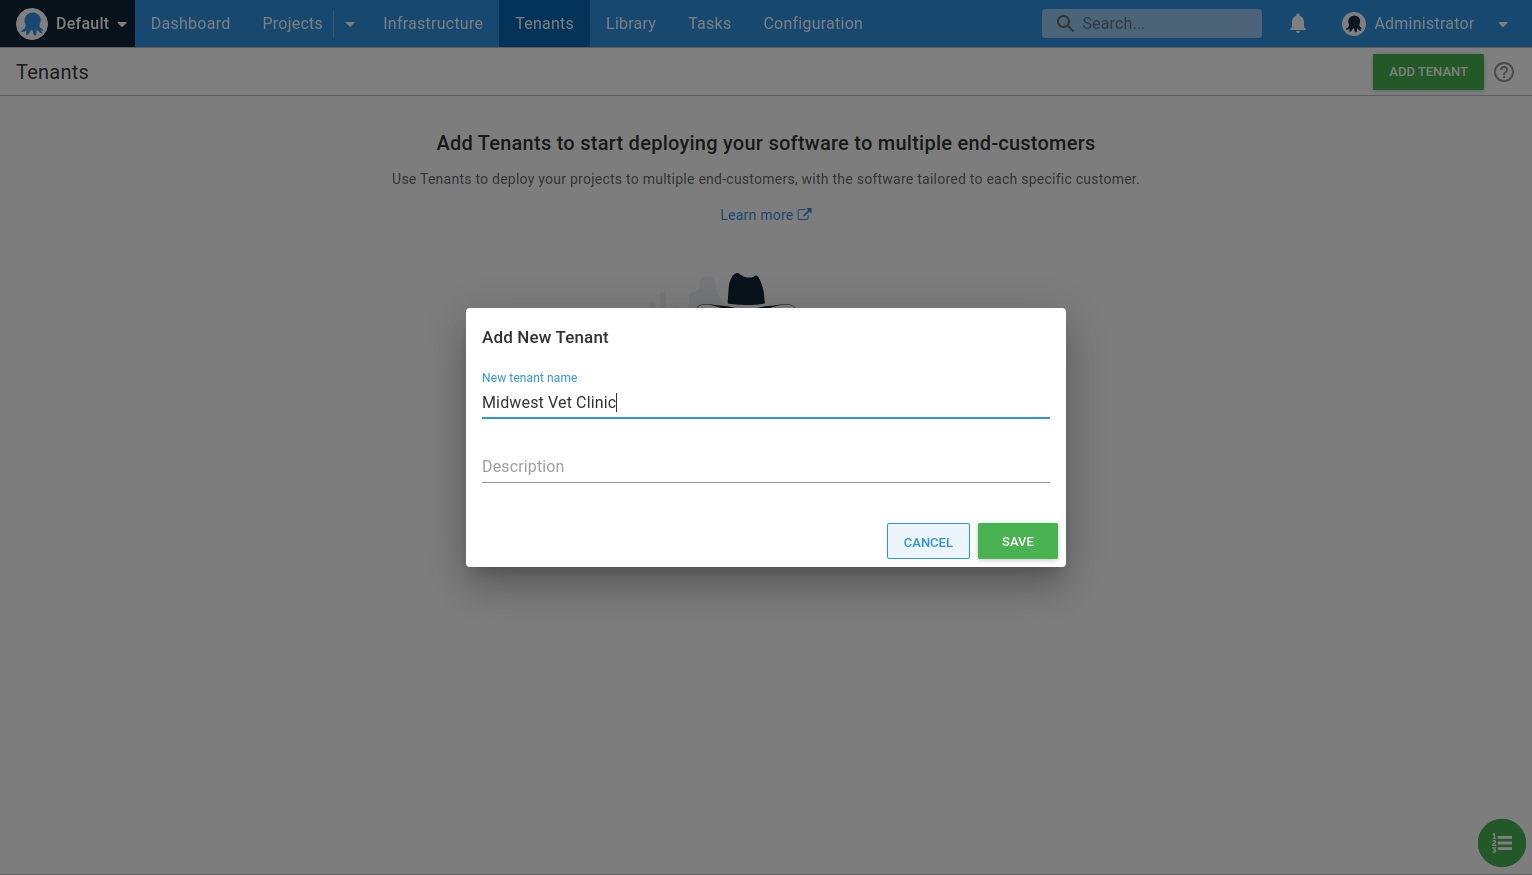 Default Dashboard Projects Infrastructure Tenants Library Tasks Configuration Search... Administrator
Tenants ADD TENANT
Add Tenants to start deploying your software to multiple end-customers
Use Tenants to deploy your projects to multiple end-customers, with the software tailored to each specific customer.
Learn more
Add New Tenant
New tenant name
Midwest Vet Clinic
Description
CANCEL SAVE